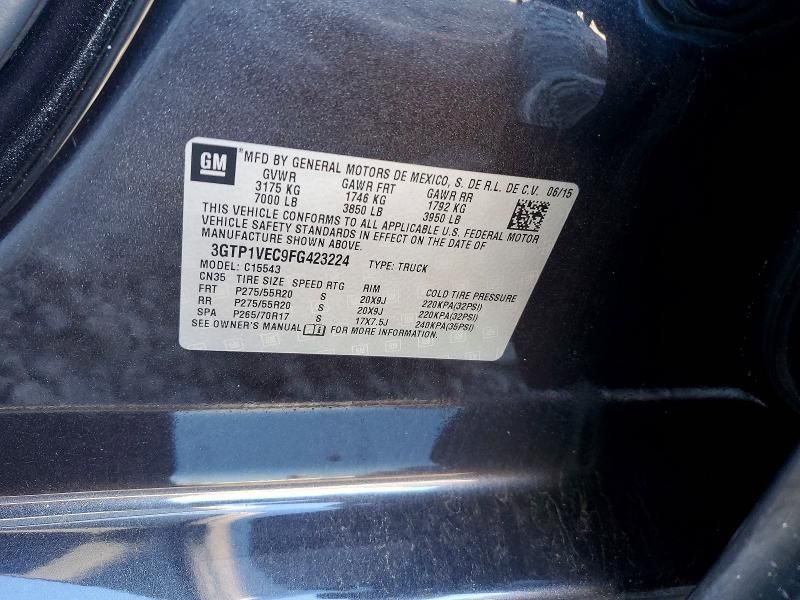 GM
®MFD BY GENERAL MOTORS DE MEXICO, S. DE R.L. DE C.V. 06/15
GVWR GAWR FRT GAWR RR
3175 KG 1746 KG 1792 KG
7000 LB 3850 LB 3950 LB
THIS VEHICLE CONFORMS TO ALL APPLICABLE U.S. FEDERAL MOTOR
VEHICLE SAFETY STANDARDS IN EFFECT ON THE DATE OF
MANUFACTURE SHOWN ABOVE.
3GTP1VEC9FG423224 TYPE: TRUCK
MODEL: C15543
CN35 TIRE SIZE SPEED RTG RIM COLD TIRE PRESSURE
FRT P275/55R20 S 20X9J 220KPA(32PSI)
RR P275/55R20 S 20X9J 220KPA(32PSI)
SPA P265/70R17 S 17X7.5J 240KPA(35PSI)
SEE OWNER'S MANUAL FOR MORE INFORMATION.